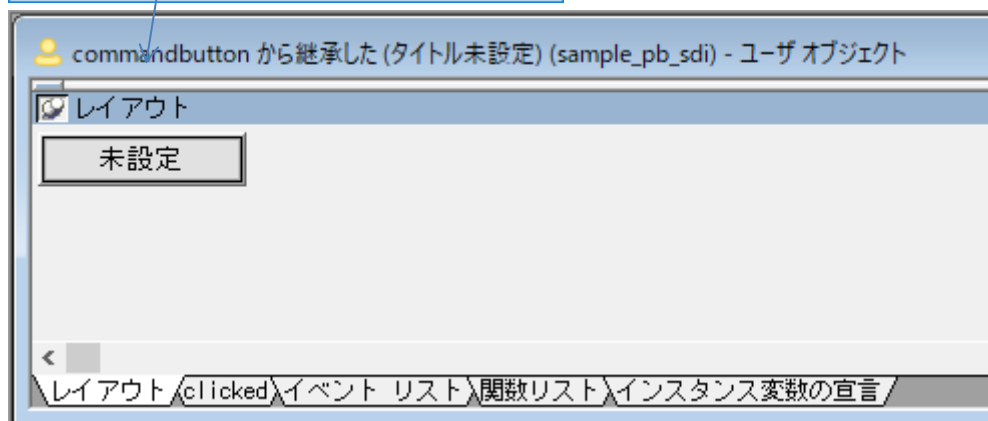 commandbutton から継承した (タイトル未設定) (sample_pb_sdi) - ユーザ オブジェクト
レイアウト
未設定
レイアウト clicked イベント リスト 関数リスト インスタンス変数の宣言